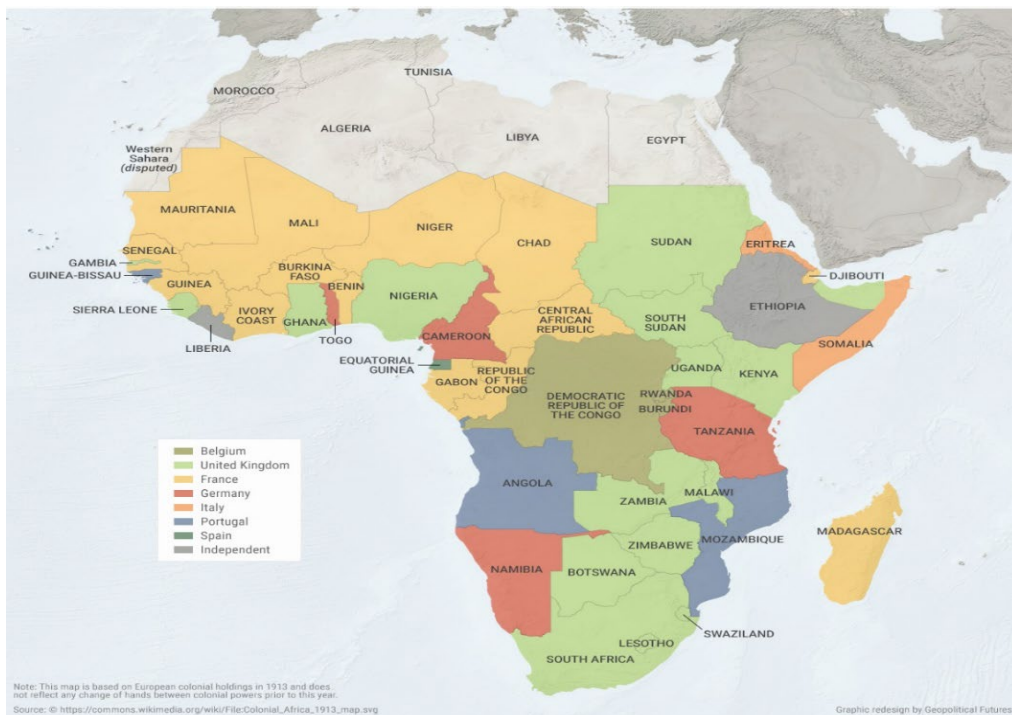 TUNISIA
MOROCCO
ALGERIA
LIBYA
EGYPT
Western
Sahara
(disputed)
MAURITANIA
MALI
NIGER
CHAD
SUDAN
ERITREA
DJIBOUTI
SENEGAL
GAMBIA
GUINEA-BISSAU
GUINEA
BURKINA
FASO
BENIN
NIGERIA
SIERRA LEONE
IVORY
COAST
GHANA
TOGO
LIBERIA
CAMEROON
CENTRAL
AFRICAN
REPUBLIC
SOUTH
SUDAN
ETHIOPIA
SOMALIA
EQUATORIAL
GUINEA
GABON
REPUBLIC
OF THE
CONGO
DEMOCRATIC
REPUBLIC OF
THE CONGO
UGANDA
KENYA
RWANDA
BURUNDI
TANZANIA
Belgium
United Kingdom
France
Germany
Italy
Portugal
Spain
Independent
ANGOLA
ZAMBIA
MALAWI
MOZAMBIQUE
MADAGASCAR
ZIMBABWE
NAMIBIA
BOTSWANA
SWAZILAND
LESOTHO
SOUTH AFRICA
Note: This map is based on European colonial holdings in 1913 and does
not reflect any change of hands between colonial powers prior to this year.
Source: © https://commons.wikimedia.org/wiki/File:Colonial_Africa_1913_map.svg
Graphic redesign by Geopolitical Futures